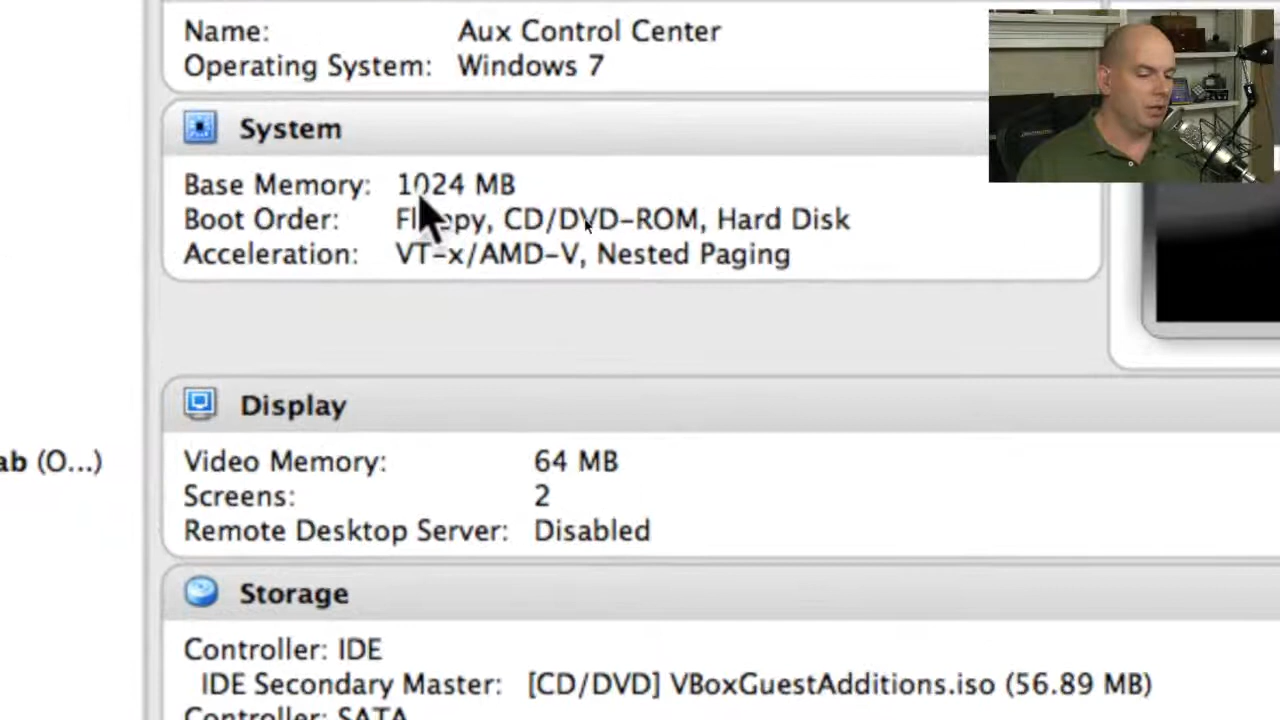 Name: Aux Control Center
Operating System: Windows 7
System
Base Memory: 1024 MB
Boot Order: Floppy, CD/DVD-ROM, Hard Disk
Acceleration: VT-x/AMD-V, Nested Paging
Display
ab (O...)
Video Memory: 64 MB
Screens: 2
Remote Desktop Server: Disabled
Storage
Controller: IDE
IDE Secondary Master: [CD/DVD] VBoxGuestAdditions.iso (56.89 MB)
Controller: SATA